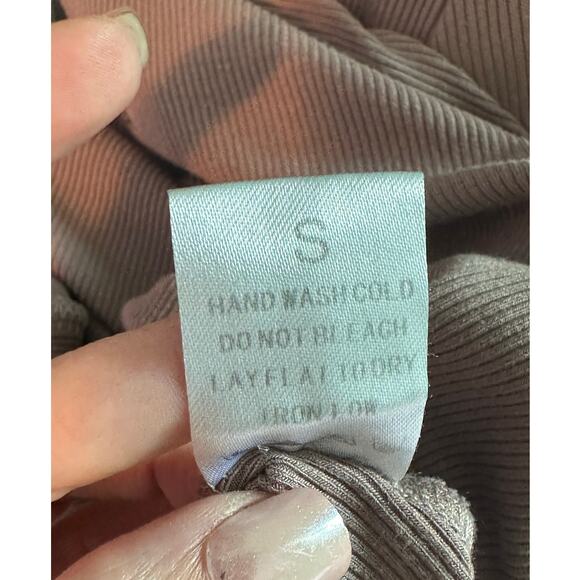 S
HAND WASH COLD
DO NOT BLEACH
LAY FLAT TO DRY
IRON LOW